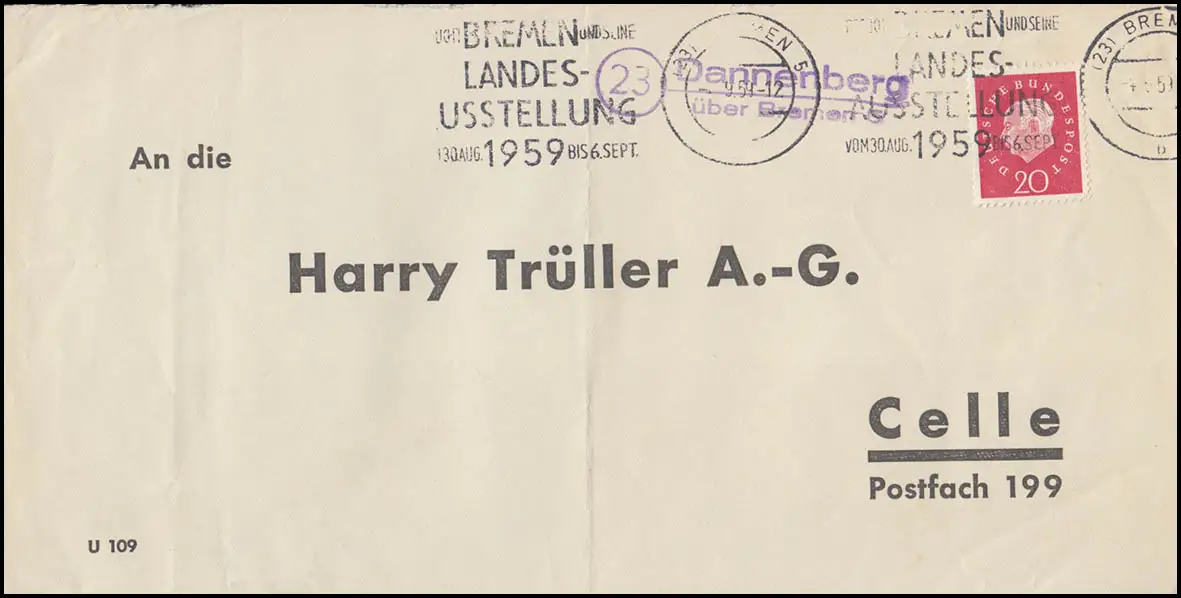 BREMEN UND SEINE
LANDES-
USSTELLUNG
30.AUG. 1959 BIS 6. SEPT.
23
Dannenberg
über Bremen 5
BREMEN UND SEINE
LANDES-
AUSSTELLUNG
VOM 30. AUG. 1959 BIS 6. SEPT.
(23) BREM
DEUTSCHE BUNDESPOST
20
An die
Harry Trüller A.-G.
Celle
Postfach 199
U 109